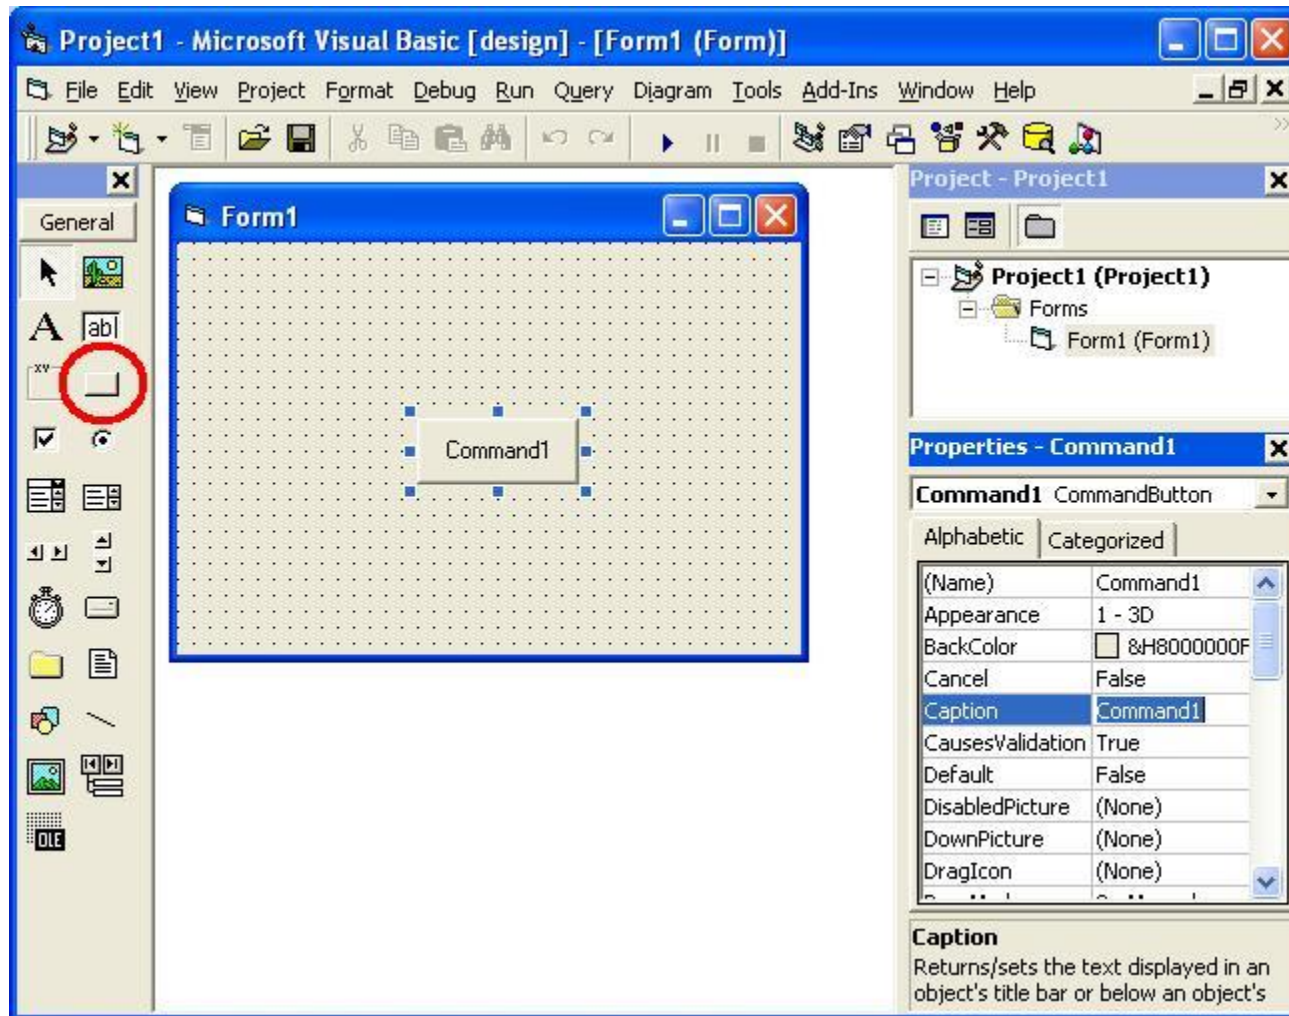 Project1 - Microsoft Visual Basic [design] - [Form1 (Form)]
File Edit View Project Format Debug Run Query Diagram Tools Add-Ins Window Help
General
A ab
xv
OLE
Form1
Command1
Project - Project1
Project1 (Project1)
Forms
Form1 (Form1)
Properties - Command1
Command1 CommandButton
Alphabetic Categorized
(Name) Command1
Appearance 1 - 3D
BackColor &H8000000F
Cancel False
Caption Command1
CausesValidation True
Default False
DisabledPicture (None)
DownPicture (None)
DragIcon (None)
Caption
Returns/sets the text displayed in an
object's title bar or below an object's